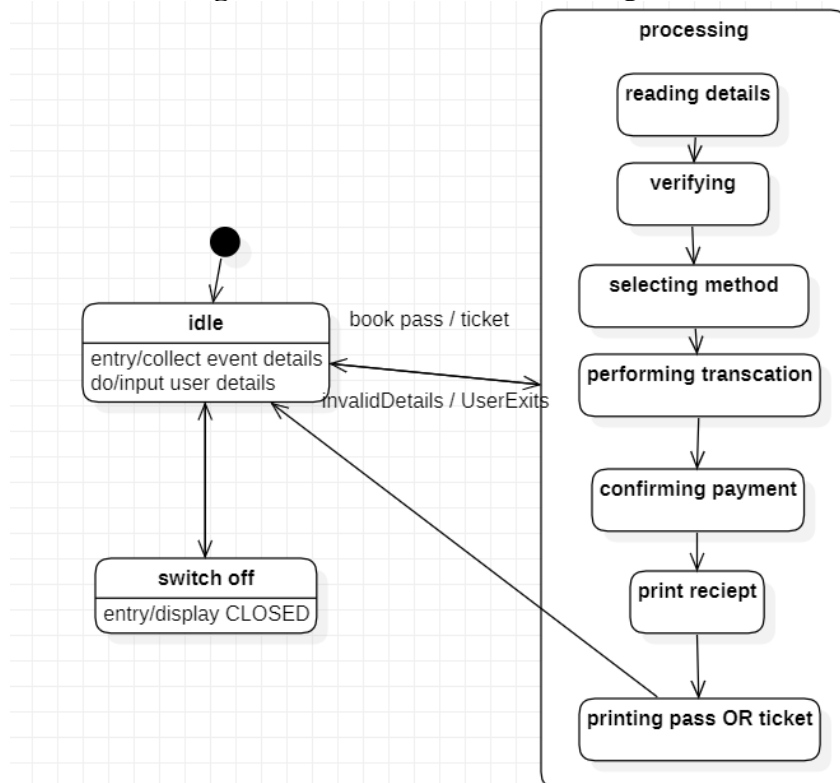 processing
reading details
verifying
selecting method
performing transcation
confirming payment
print reciept
printing pass OR ticket
idle
entry/collect event details
do/input user details
book pass / ticket
invalidDetails / UserExits
switch off
entry/display CLOSED